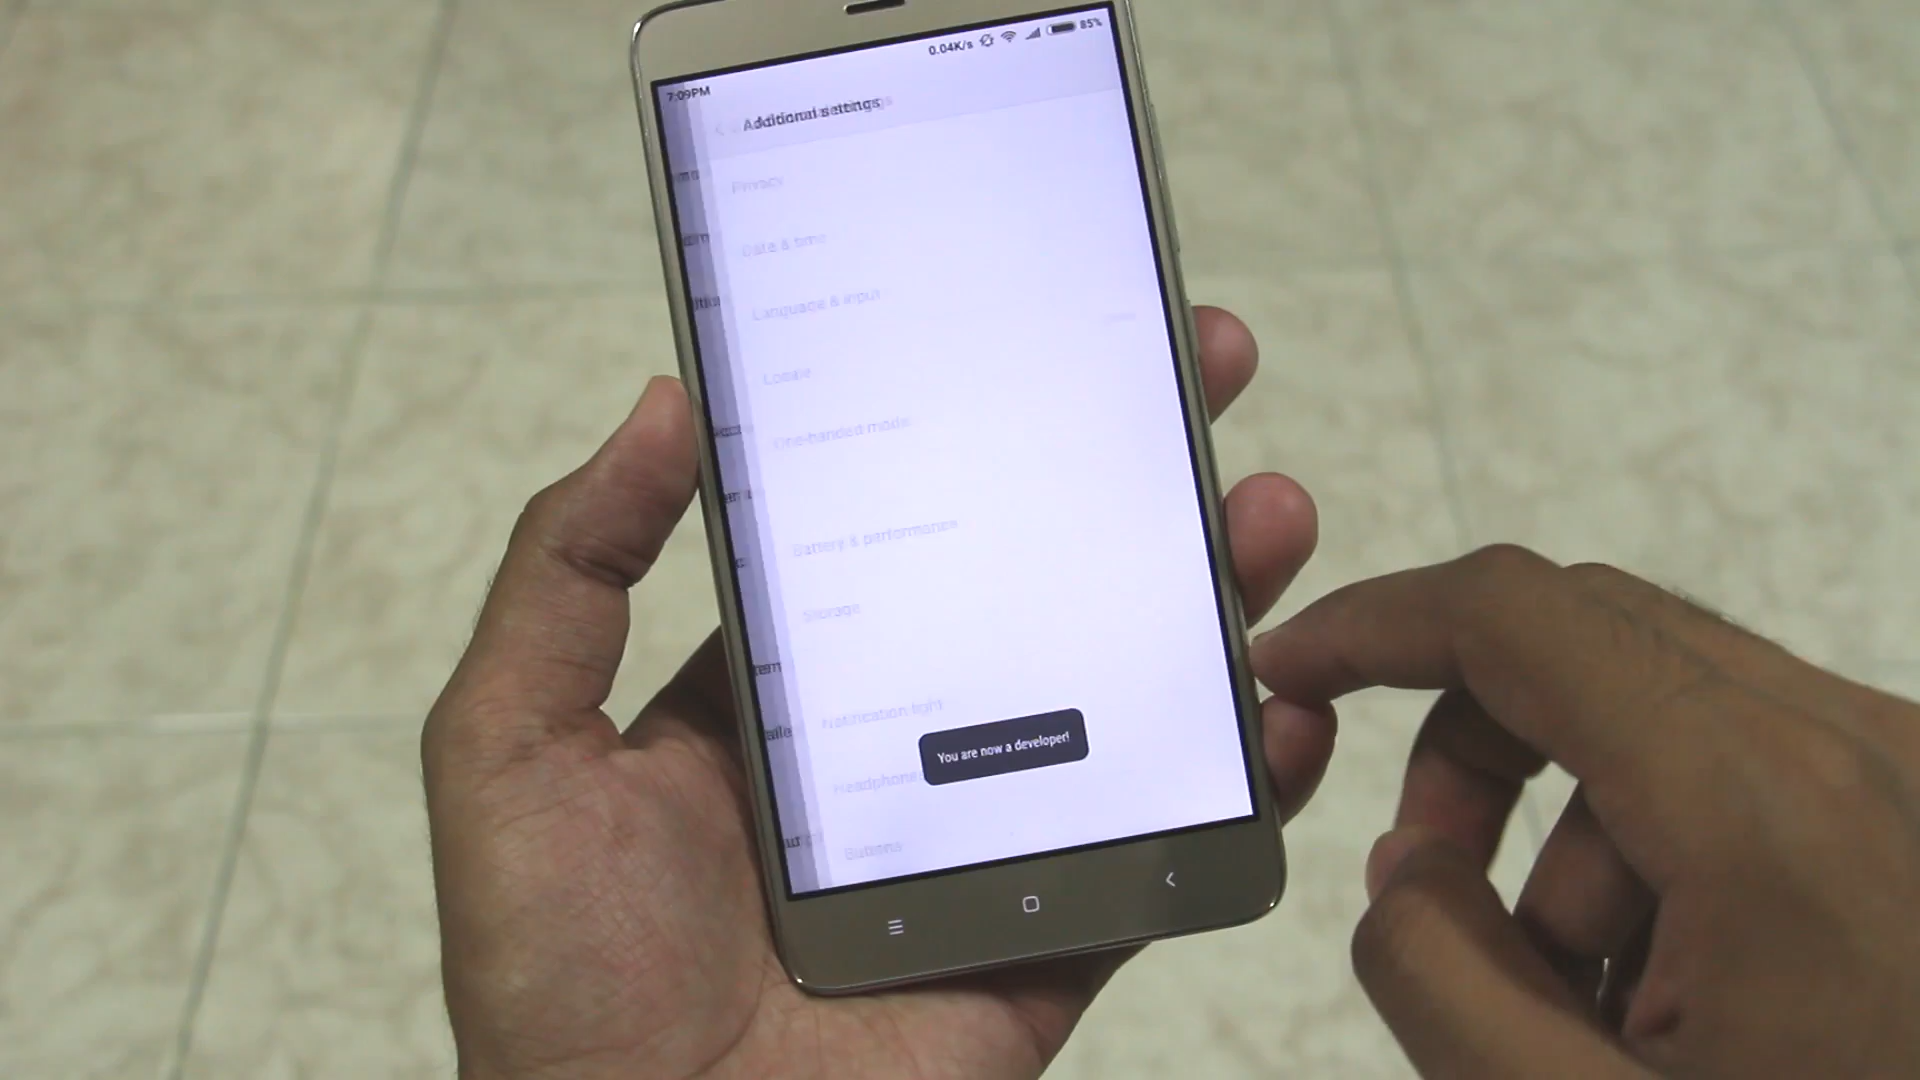 0.04K/s 85%
7:09PM
Additional settings
Privacy
Date & time
Language & input
Locale
One-handed mode
Battery & performance
Storage
Notification light
You are now a developer!
Headphones
Buttons